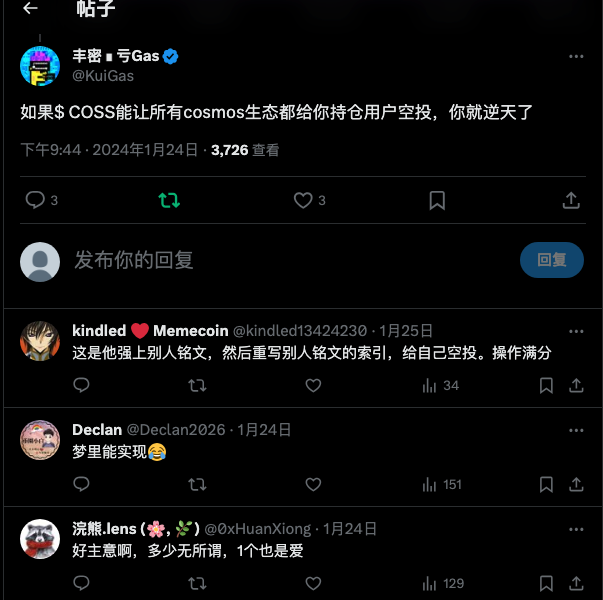 帖子
丰密∎亏Gas
@KuiGas
如果$ COSS能让所有cosmos生态都给你持仓用户空投，你就逆天了
下午9:44 · 2024年1月24日 · 3,726 查看
3
3
发布你的回复
回复
kindled ❤️ Memecoin @kindled13424230 · 1月25日
这是他强上别人铭文，然后重写别人铭文的索引，给自己空投。操作满分
34
Declan @Declan2026 · 1月24日
梦里能实现😂
151
浣熊.lens (🌸, 🌿) @0xHuanXiong · 1月24日
好主意啊，多少无所谓，1个也是爱
129